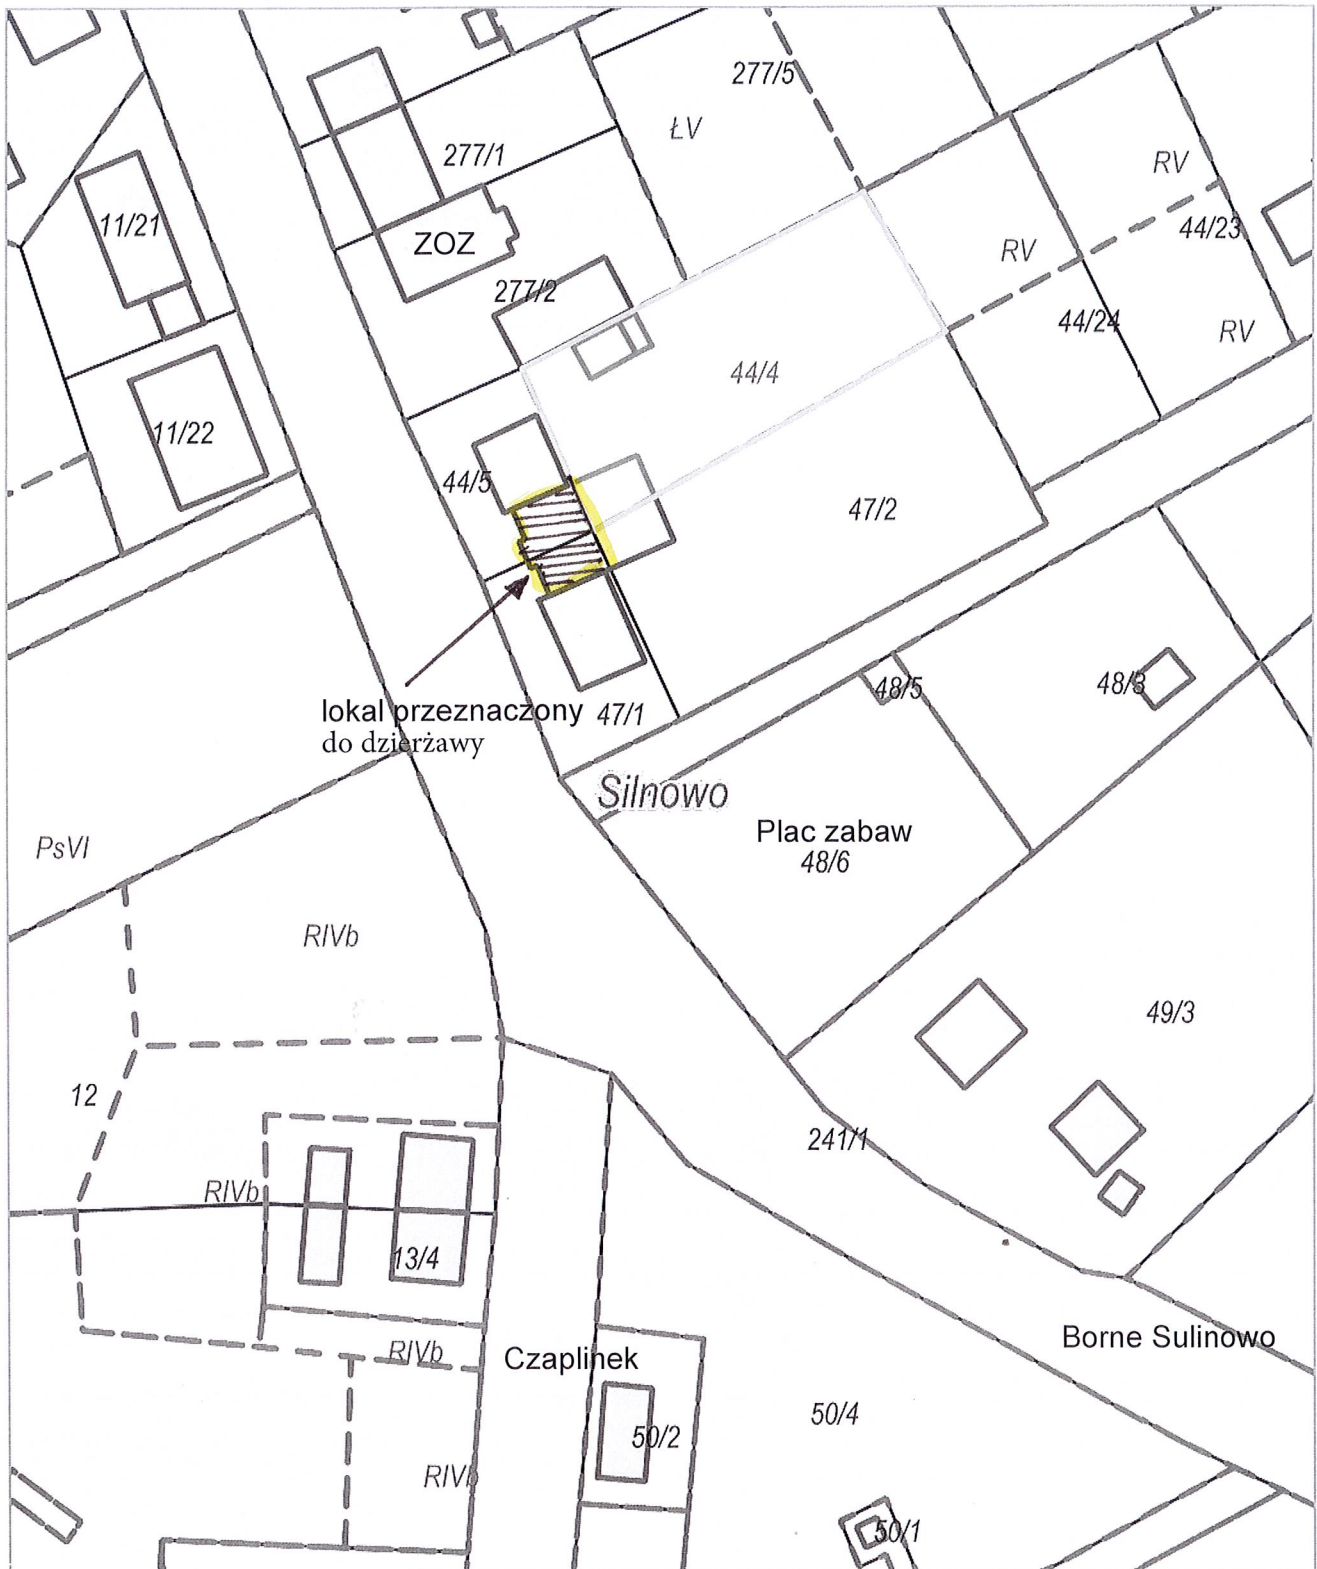 277/5
ŁV
277/1
RV
11/21
ZOZ
44/23
RV
277/2
44/24
RV
44/4
11/22
44/5
47/2
lokal przeznaczony
do dzierżawy
47/1
48/5
48/3
Silnowo
Plac zabaw
48/6
PsVI
RIVb
49/3
12
241/1
RIVb
13/4
Borne Sulinowo
RIVb
Czaplinek
50/4
50/2
RIVb
50/1